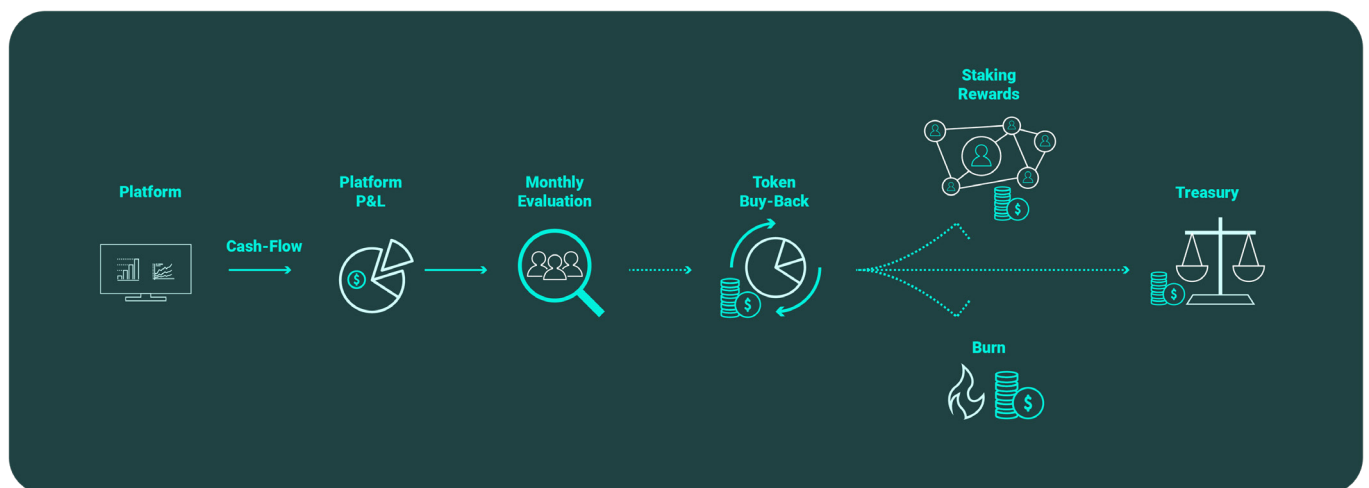 Platform
Cash-Flow
Platform
P&L
Monthly
Evaluation
Token
Buy-Back
Staking
Rewards
Burn
Treasury
$
$
$
$
$